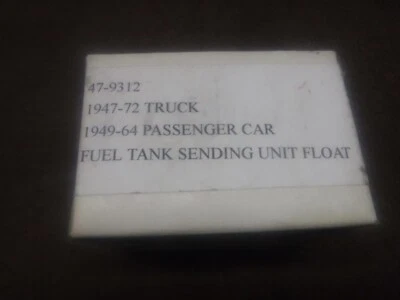 47-9312
1947-72 TRUCK
1949-64 PASSENGER CAR
FUEL TANK SENDING UNIT FLOAT